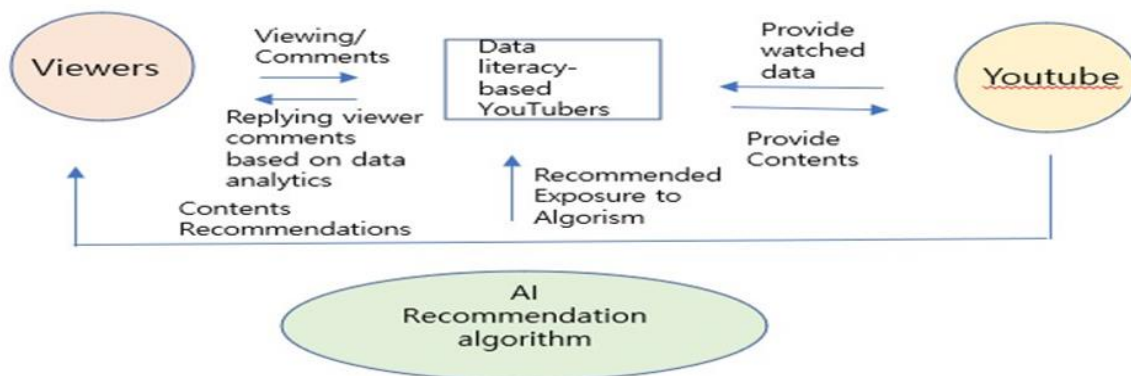 Viewers
Viewing/
Comments
Replying viewer
comments
based on data
analytics
Data
literacy-
based
YouTubers
Provide
watched
data
Provide
Contents
Youtube
Contents
Recommendations
Recommended
Exposure to
Algorism
AI
Recommendation
algorithm